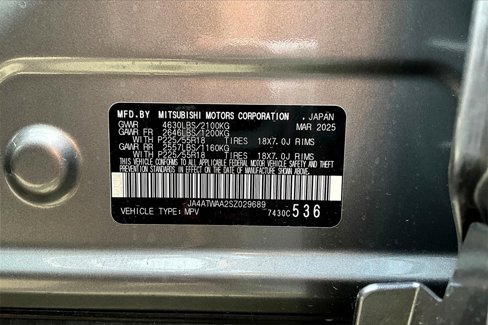 MFD.BY MITSUBISHI MOTORS CORPORATION ,JAPAN
GVWR 4630LBS/2100KG MAR 2025
GAWR FR 2646LBS/1200KG
WITH P225/55R18 TIRES 18X7.0J RIMS
GAWR RR 2557LBS/1160KG
WITH P225/55R18 TIRES 18X7.0J RIMS
THIS VEHICLE CONFORMS TO ALL APPLICABLE FEDERAL MOTOR VEHICLE SAFETY AND THEFT
PREVENTION STANDARDS IN EFFECT ON THE DATE OF MANUFACTURE SHOWN ABOVE.
JA4ATWAA2SZ029689
VEHICLE TYPE: MPV 7430C 536